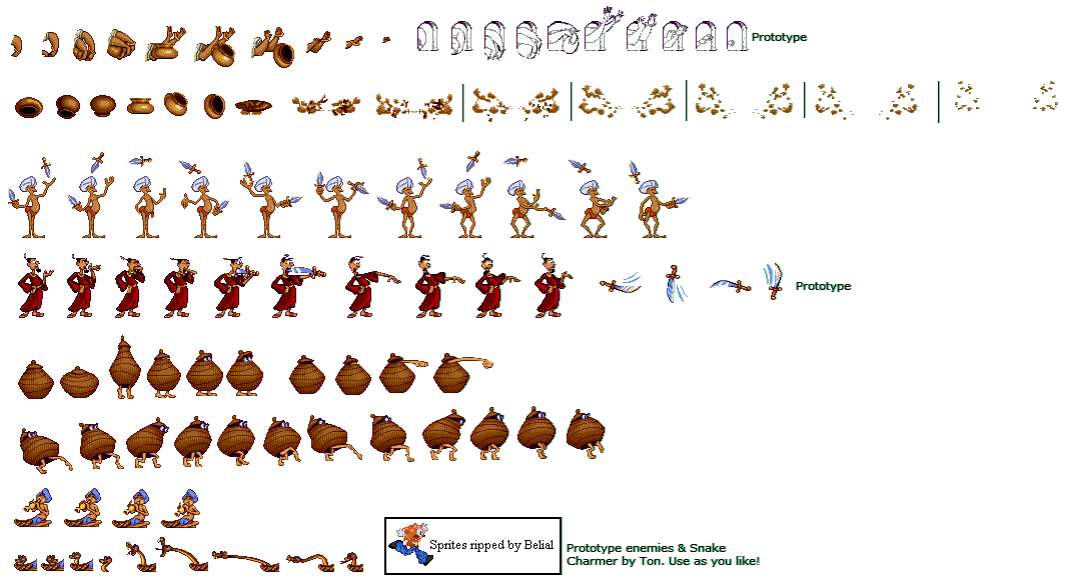 Prototype
Prototype
Sprites ripped by Belial
Prototype enemies & Snake
Charmer by Ton. Use as you like!